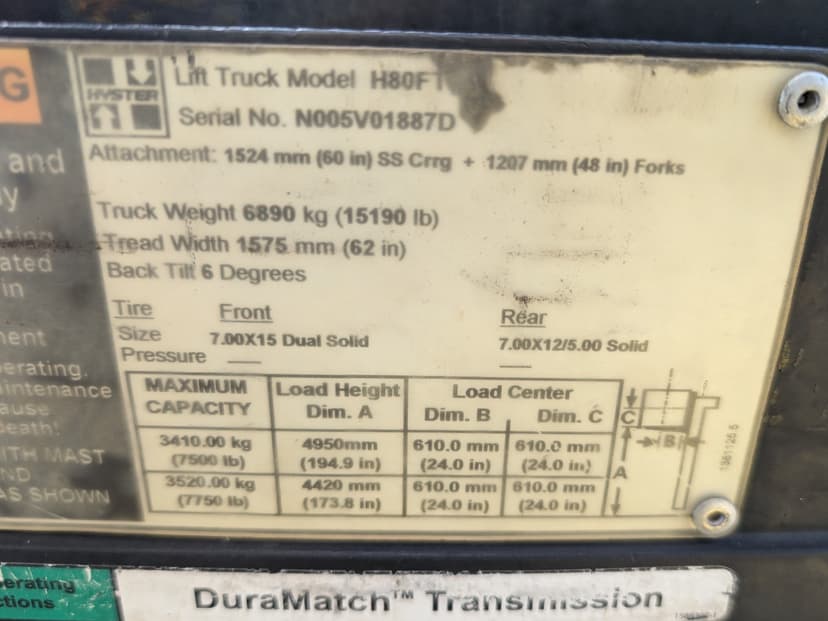 G
HYSTER
Lift Truck Model H80FT
Serial No. N005V01887D
Attachment: 1524 mm (60 in) SS Crrg + 1207 mm (48 in) Forks
Truck Weight 6890 kg (15190 lb)
Tread Width 1575 mm (62 in)
Back Tilt 6 Degrees
Tire Front Rear
Size 7.00X15 Dual Solid 7.00X12/5.00 Solid
Pressure
MAXIMUM CAPACITY Load Height Dim. A Load Center Dim. B Dim. C
3410.00 kg 4950mm 610.0 mm 610.0 mm
(7500 lb) (194.9 in) (24.0 in) (24.0 in)
3520.00 kg 4420 mm 610.0 mm 610.0 mm
(7750 lb) (173.8 in) (24.0 in) (24.0 in)
C
B
A
and
y
ated
in
ent
erating.
intenance
ause
death!
ITH MAST
ND
AS SHOWN
erating
ctions
DuraMatch™ Transmission